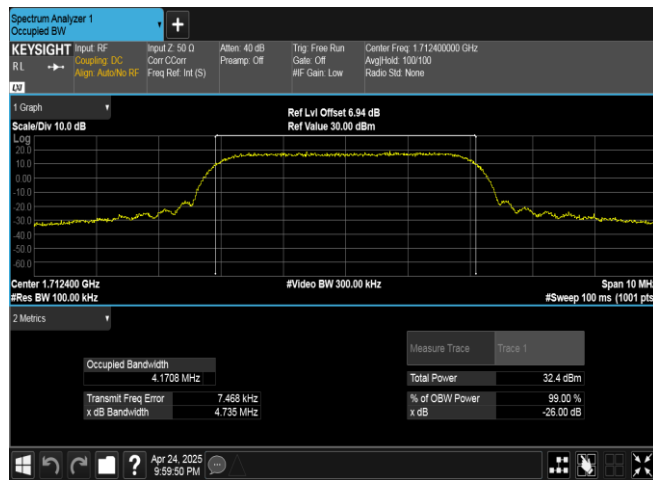 Spectrum Analyzer 1
Occupied BW
+
KEYSIGHT Input: RF Input Z: 50 Ω Atten: 40 dB Trig: Free Run Center Freq: 1.712400000 GHz
R L Coupling: DC Corr CCorr Preamp: Off Gate: Off Avg|Hold: 100/100
Align: Auto/No RF Freq Ref: Int (S) #IF Gain: Low Radio Std: None
LXI
1 Graph
Ref Lvl Offset 6.94 dB
Scale/Div 10.0 dB Ref Value 30.00 dBm
Log
20.0
10.0
0.00
-10.0
-20.0
-30.0
-40.0
-50.0
-60.0
Center 1.712400 GHz #Video BW 300.00 kHz Span 10 MH
#Res BW 100.00 kHz #Sweep 100 ms (1001 pts
2 Metrics
Measure Trace Trace 1
Occupied Bandwidth
4.1708 MHz Total Power 32.4 dBm
Transmit Freq Error 7.468 kHz % of OBW Power 99.00 %
x dB Bandwidth 4.735 MHz x dB -26.00 dB
? Apr 24, 2025
9:59:50 PM